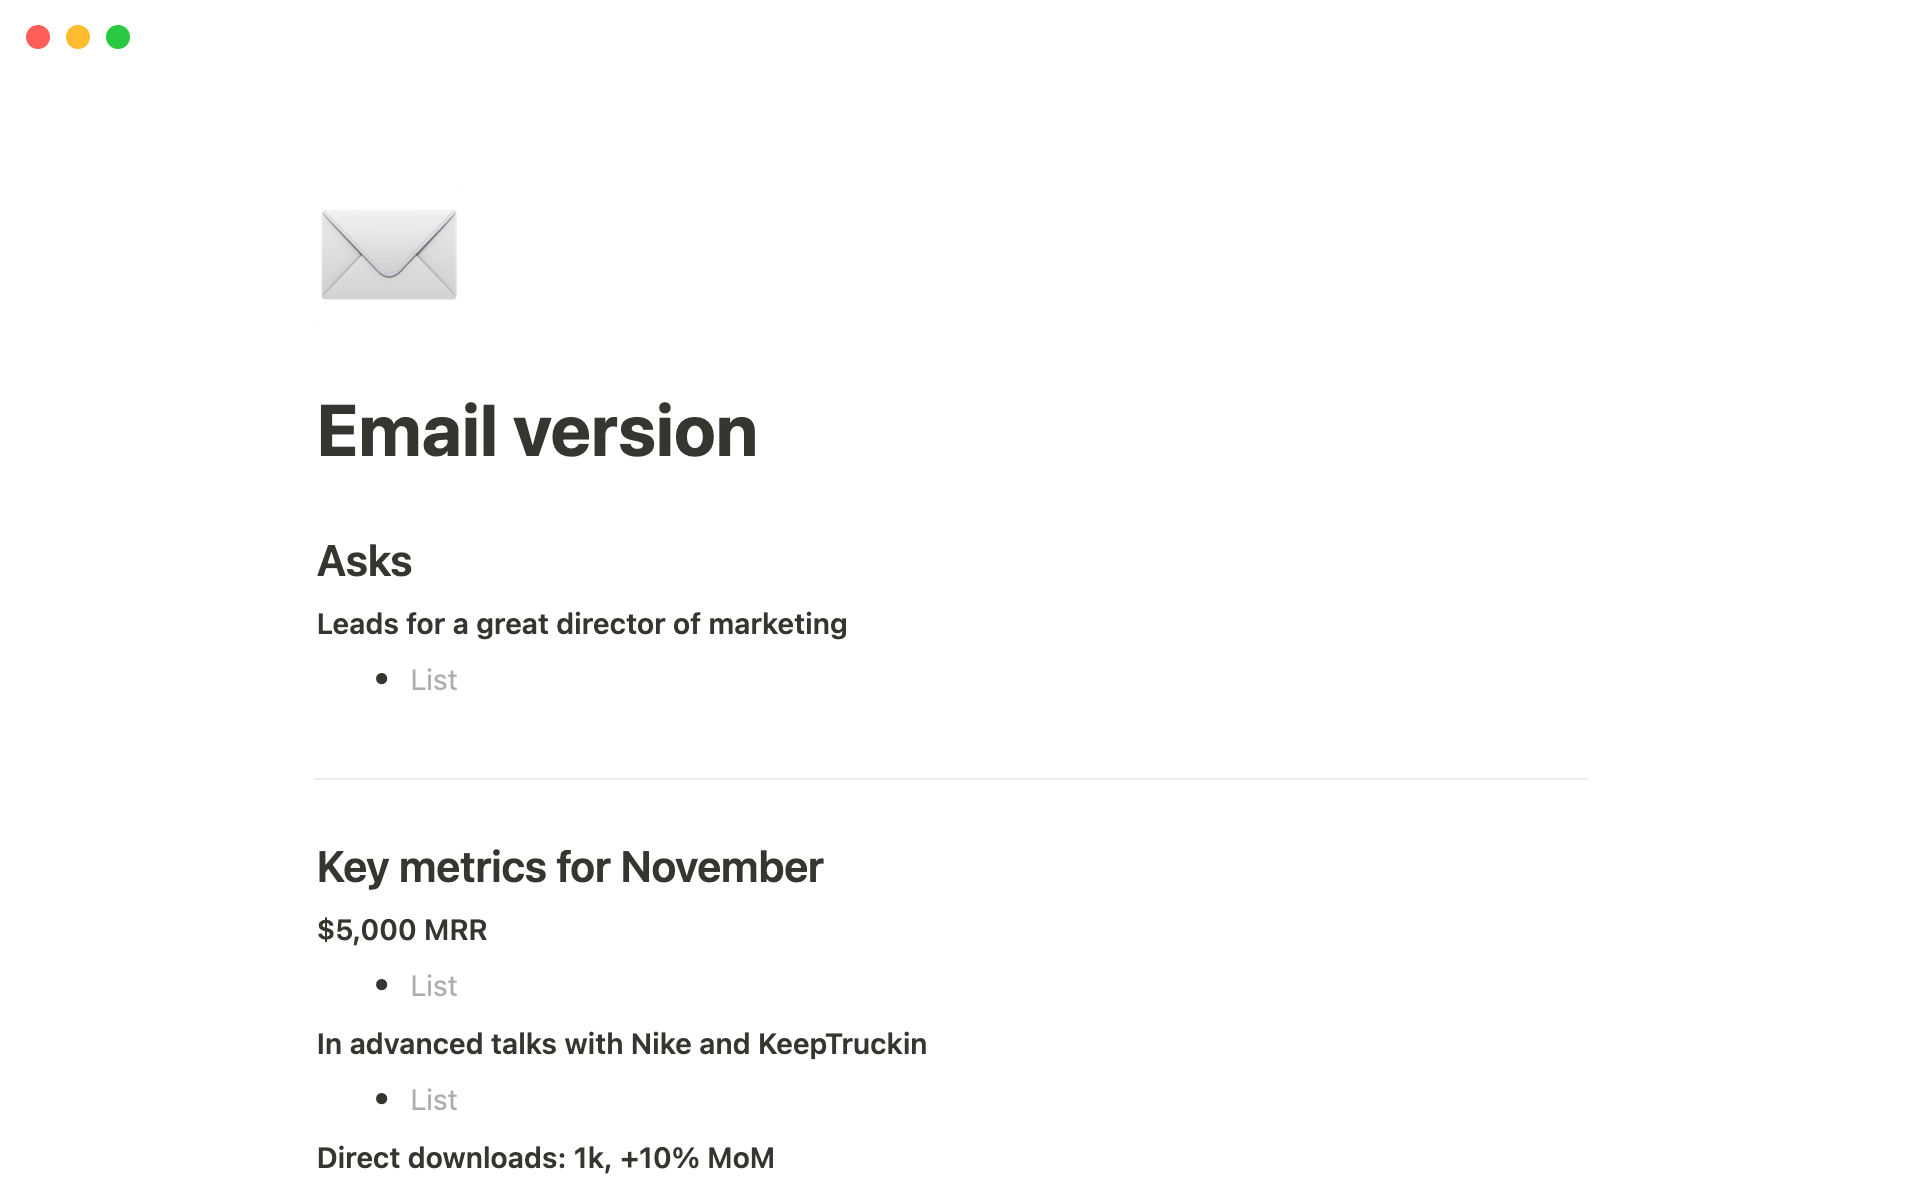 Email version
Asks
Leads for a great director of marketing
List
Key metrics for November
$5,000 MRR
List
In advanced talks with Nike and KeepTruckin
List
Direct downloads: 1k, +10% MoM